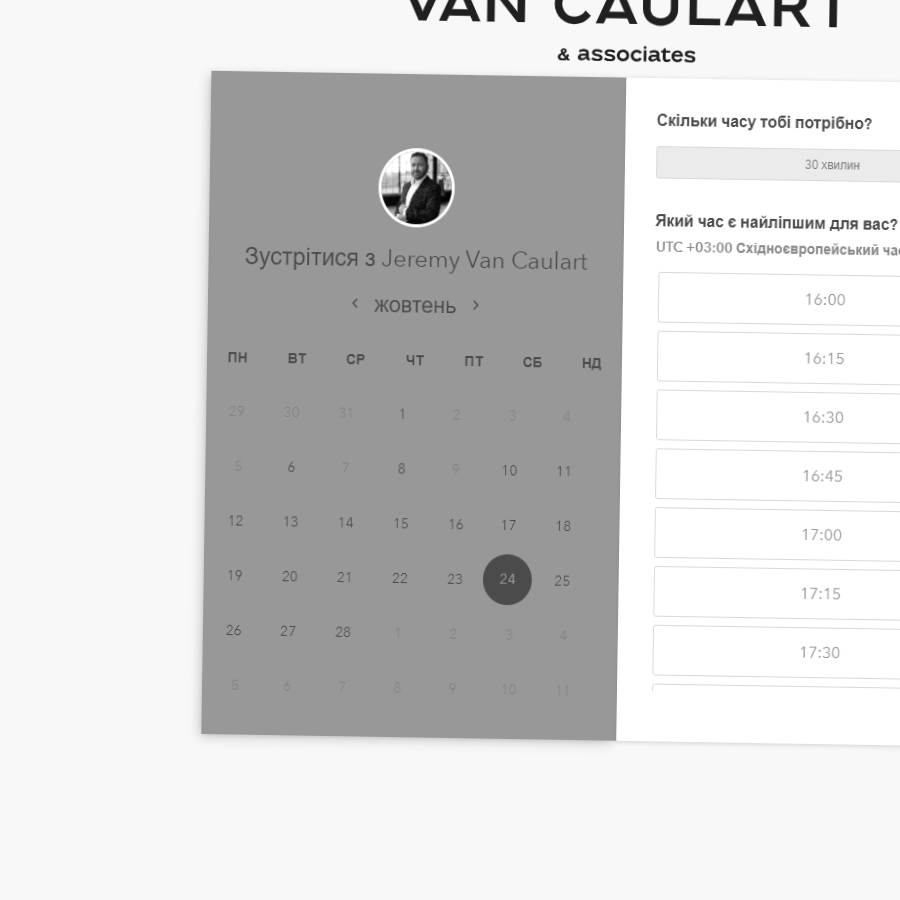 VAN CAULART
& associates
Зустрітися з Jeremy Van Caulart
жовтень
ПН ВТ СР ЧТ ПТ СБ НД
29 30 31 1 2 3 4
5 6 7 8 9 10 11
12 13 14 15 16 17 18
19 20 21 22 23 24 25
26 27 28 1 2 3 4
5 6 7 8 9 10 11
Скільки часу тобі потрібно?
30 хвилин
Який час є найліпшим для вас?
UTC +03:00 Східноєвропейський
16:00
16:15
16:30
16:45
17:00
17:15
17:30